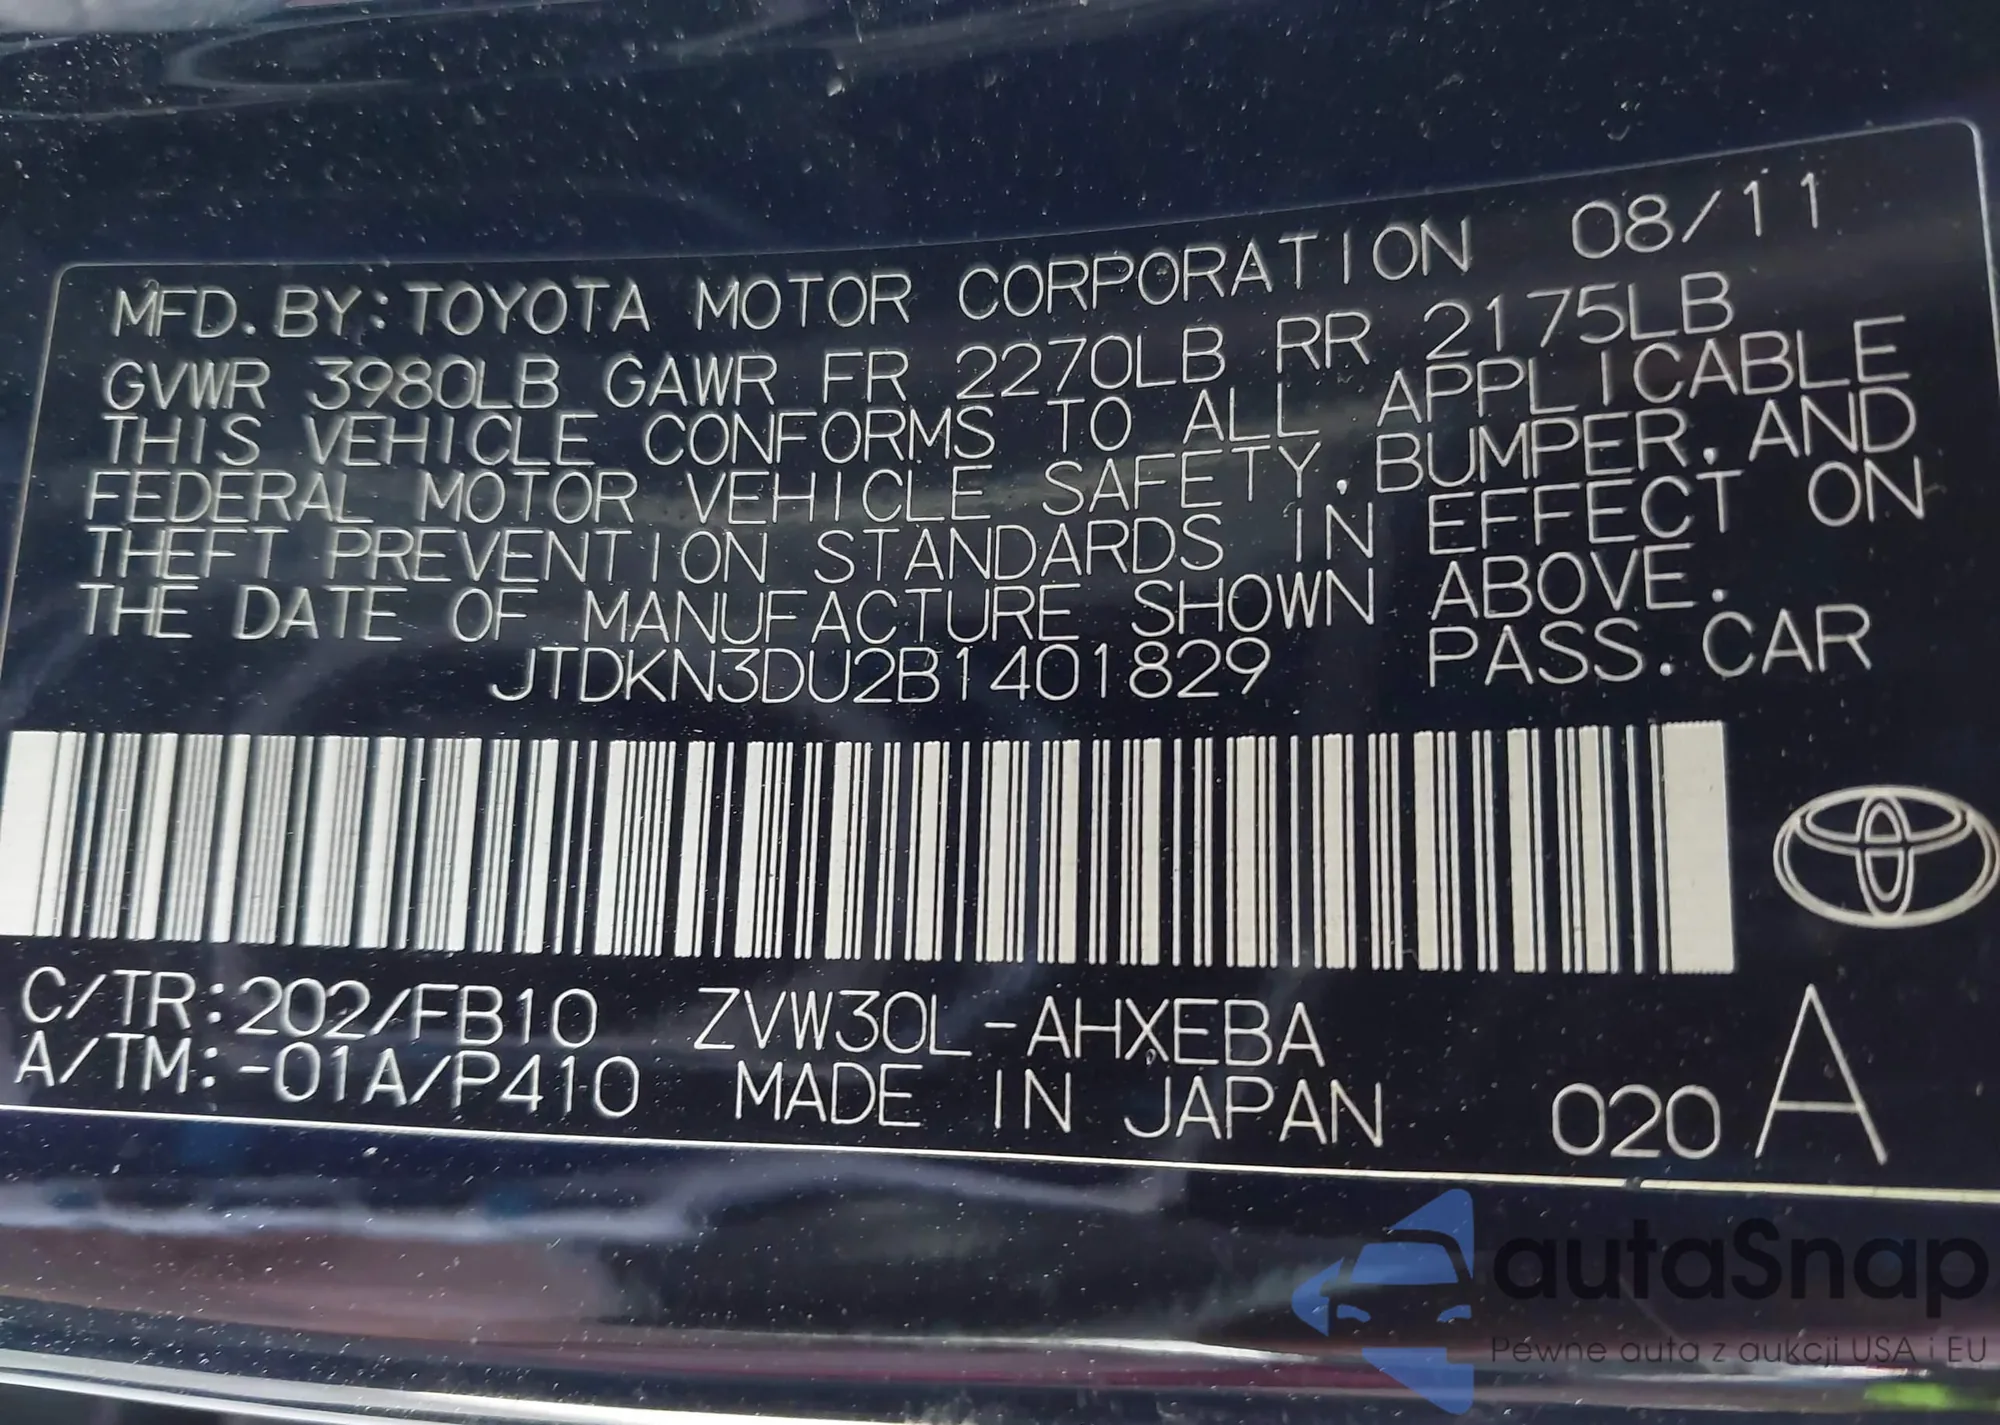 MFD. BY: TOYOTA MOTOR CORPORATION 08/11
GVWR 3980LB GAWR FR 2270LB RR 2175LB
THIS VEHICLE CONFORMS TO ALL APPLICABLE
FEDERAL MOTOR VEHICLE SAFETY, BUMPER, AND
THEFT PREVENTION STANDARDS IN EFFECT ON
THE DATE OF MANUFACTURE SHOWN ABOVE.
JTDKN3DU2B1401829 PASS. CAR
C/TR:202/FB10 ZVW30L-AHXEBA
A/TM:-01A/P410 MADE IN JAPAN 020 A
autaSnap
Pewne auta z aukcji USA i EU